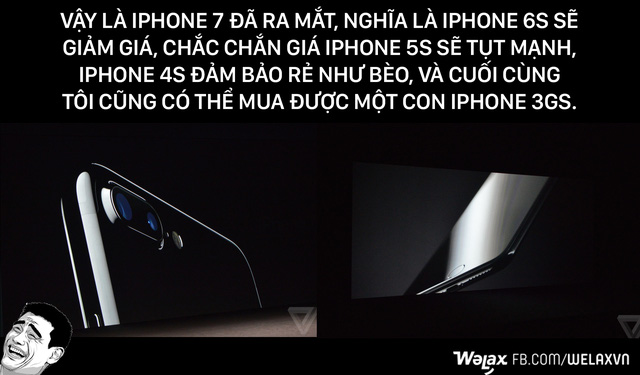 VẬY LÀ IPHONE 7 ĐÃ RA MẮT, NGHĨA LÀ IPHONE 6S SẼ
GIẢM GIÁ, CHẮC CHẮN GIÁ IPHONE 5S SẼ TỤT MẠNH,
IPHONE 4S ĐẢM BẢO RẺ NHƯ BÈO, VÀ CUỐI CÙNG
TÔI CŨNG CÓ THỂ MUA ĐƯỢC MỘT CON IPHONE 3GS.
Welax FB.COM/WELAXVN